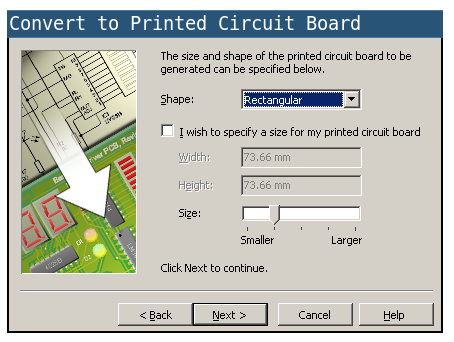 Convert to Printed Circuit Board
The size and shape of the printed circuit board to be
generated can be specified below.
Shape: Rectangular
I wish to specify a size for my printed circuit board
Width: 73.66 mm
Height: 73.66 mm
Size:
Smaller Larger
Click Next to continue.
< Back Next > Cancel Help